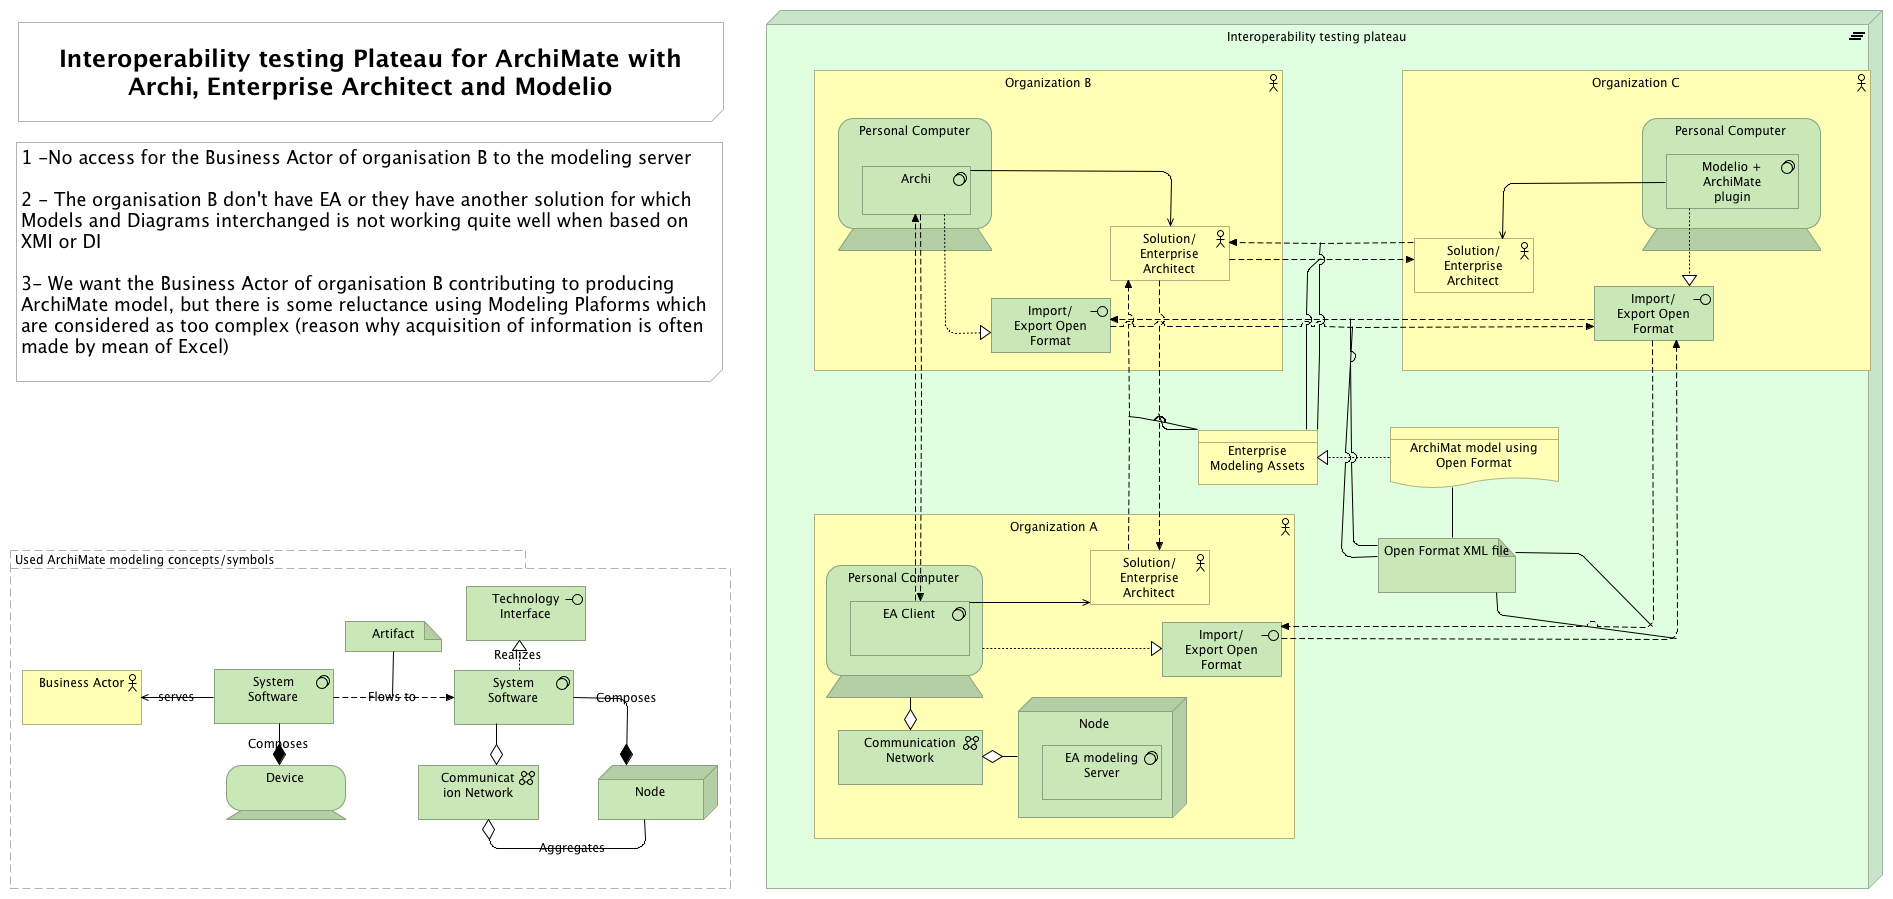 Interoperability testing Plateau for ArchiMate with
Archi, Enterprise Architect and Modelio
1 -No access for the Business Actor of organisation B to the modeling server
2 - The organisation B don't have EA or they have another solution for which
Models and Diagrams interchanged is not working quite well when based on
XMI or DI
3- We want the Business Actor of organisation B contributing to producing
ArchiMate model, but there is some reluctance using Modeling Plaforms which
are considered as too complex (reason why acquisition of information is often
made by mean of Excel)
Used ArchiMate modeling concepts/symbols
Technology
Interface
Artifact
Realizes
Business Actor
serves
System
Software
Flows to
System
Software
Composes
Composes
Device
Communicat
ion Network
Node
Aggregates
Interoperability testing plateau
Organization B
Personal Computer
Archi
Solution/
Enterprise
Architect
Import/
Export Open
Format
Organization C
Personal Computer
Modelio +
ArchiMate
plugin
Solution/
Enterprise
Architect
Import/
Export Open
Format
Enterprise
Modeling Assets
ArchiMat model using
Open Format
Open Format XML file
Organization A
Personal Computer
EA Client
Solution/
Enterprise
Architect
Import/
Export Open
Format
Communication
Network
Node
EA modeling
Server